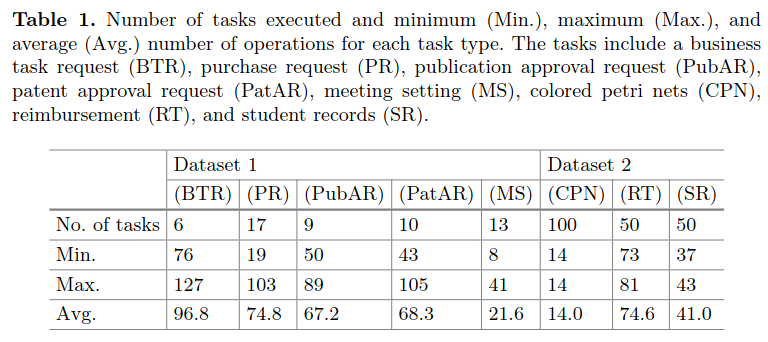 Table 1. Number of tasks executed and minimum (Min.), maximum (Max.), and
average (Avg.) number of operations for each task type. The tasks include a business
task request (BTR), purchase request (PR), publication approval request (PubAR),
patent approval request (PatAR), meeting setting (MS), colored petri nets (CPN),
reimbursement (RT), and student records (SR).
Dataset 1 Dataset 2
(BTR) (PR) (PubAR) (PatAR) (MS) (CPN) (RT) (SR)
No. of tasks 6 17 9 10 13 100 50 50
Min. 76 19 50 43 8 14 73 37
Max. 127 103 89 105 41 14 81 43
Avg. 96.8 74.8 67.2 68.3 21.6 14.0 74.6 41.0